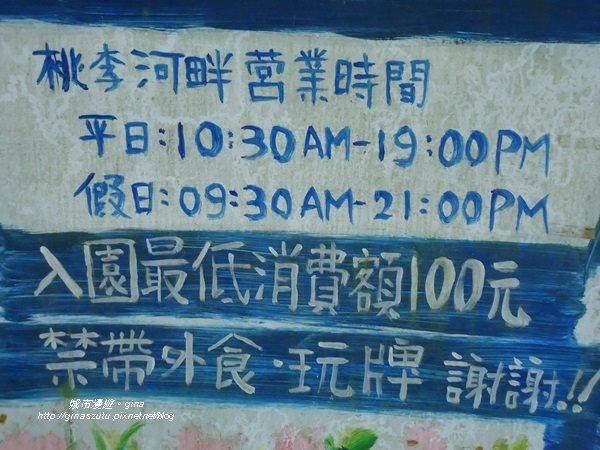 桃李河畔營業時間
平日:10:30AM-19:00PM
假日:09:30AM-21:00PM
入園最低消費額100元
禁帶外食·玩牌 謝謝!!
城市漫遊。gina
http://ginaszutu.pixnet.net/blog